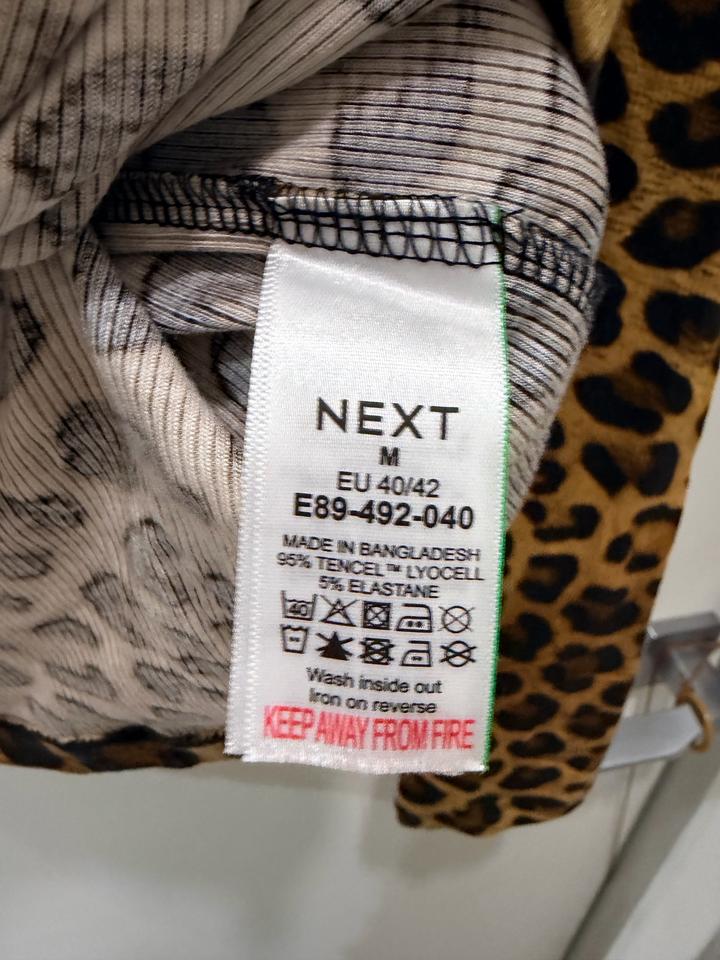 NEXT
M
EU 40/42
E89-492-040
MADE IN BANGLADESH
95% TENCEL™ LYOCELL
5% ELASTANE
40
Wash inside out
Iron on reverse
KEEP AWAY FROM FIRE